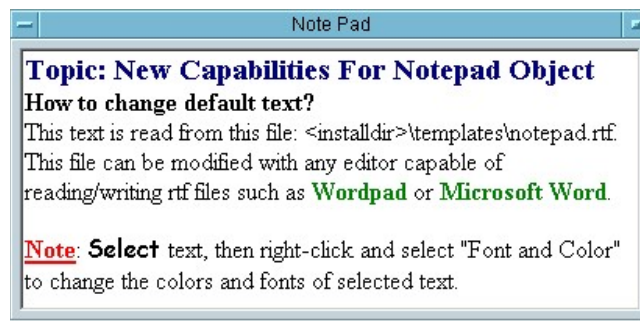 Note Pad
Topic: New Capabilities For Notepad Object
How to change default text?
This text is read from this file: <installdir>\templates\notepad.rtf.
This file can be modified with any editor capable of
reading/writing rtf files such as Wordpad or Microsoft Word.
Note: Select text, then right-click and select "Font and Color"
to change the colors and fonts of selected text.